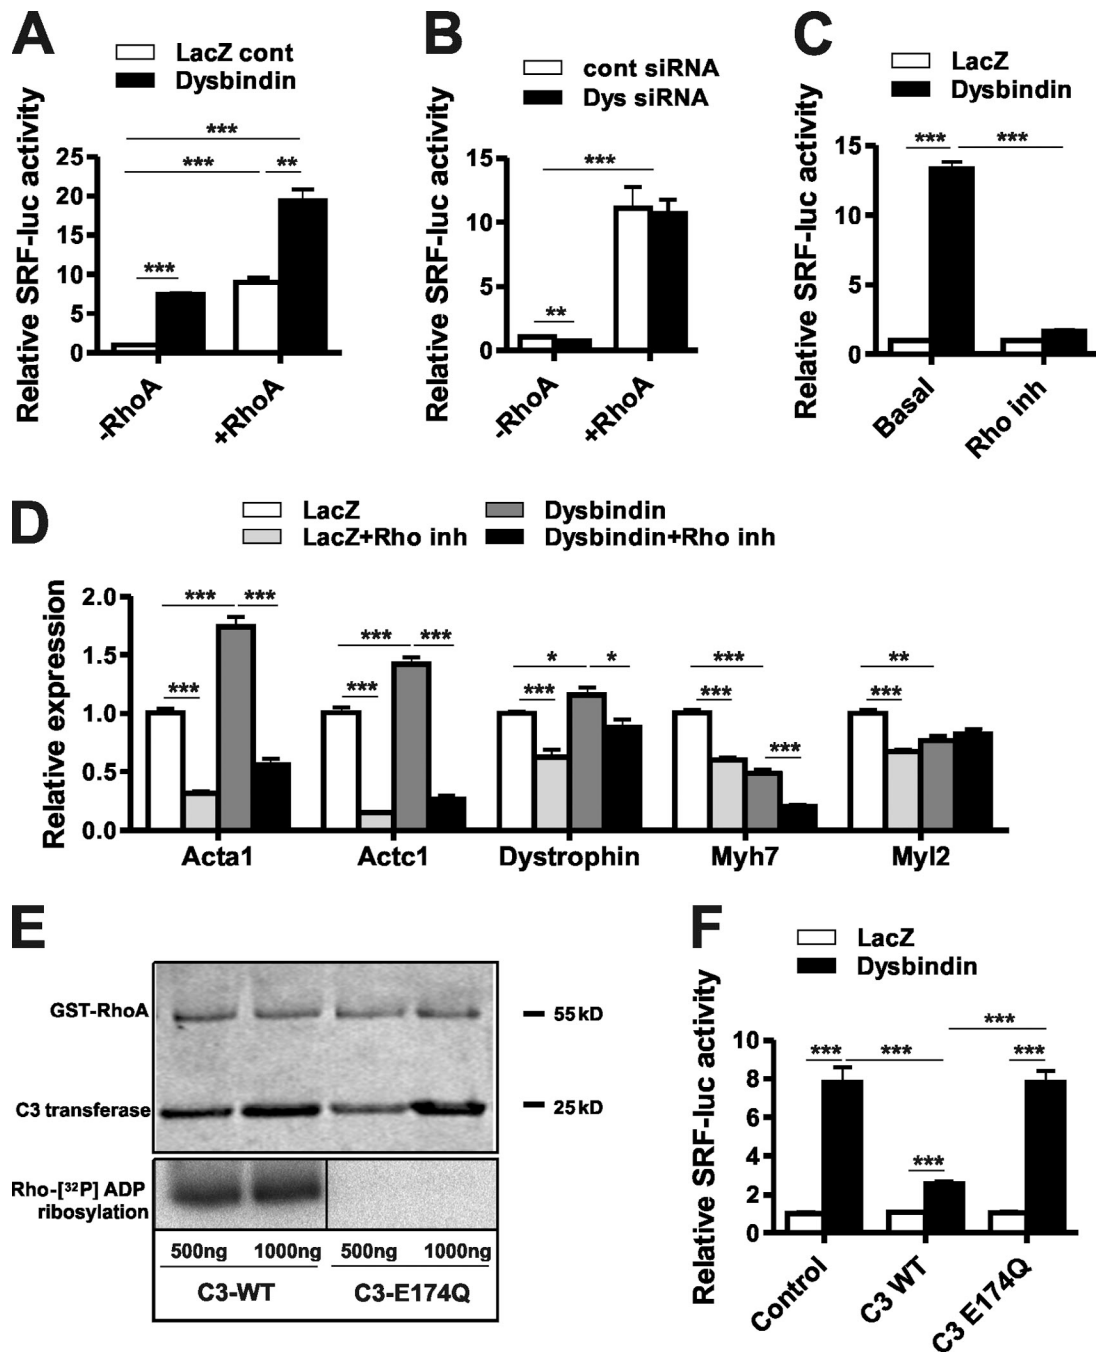 A
LacZ cont
Dysbindin
Relative SRF-luc activity
25
20
15
10
5
0
***
***
**
***
-RhoA
+RhoA
B
cont siRNA
Dys siRNA
Relative SRF-luc activity
15
10
5
0
***
**
-RhoA
+RhoA
C
LacZ
Dysbindin
Relative SRF-luc activity
15
10
5
0
***
***
Basal
Rho inh
D
LacZ
Dysbindin
LacZ+Rho inh
Dysbindin+Rho inh
Relative expression
2.0
1.5
1.0
0.5
0.0
***
***
***
***
***
***
*
*
***
***
***
***
**
***
Acta1
Actc1
Dystrophin
Myh7
Myl2
E
GST-RhoA
55 kD
C3 transferase
25 kD
Rho-[³²P] ADP
ribosylation
500ng
1000ng
500ng
1000ng
C3-WT
C3-E174Q
F
LacZ
Dysbindin
Relative SRF-luc activity
10
8
6
4
2
0
***
***
***
***
***
Control
C3 WT
C3 E174Q